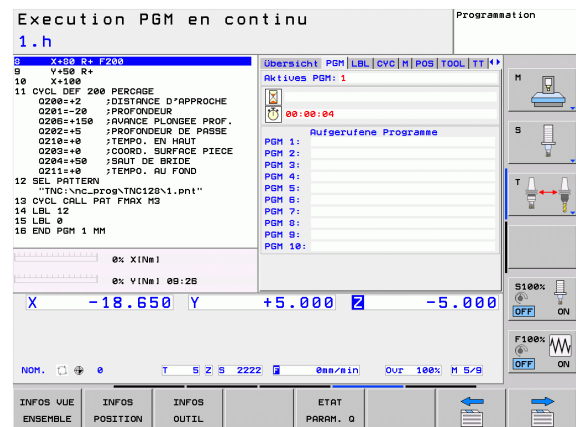 Execution PGM en continu
Programmation
1.h
8 X+80 R+ F200
9 Y+50 R+
10 X+100
11 CYCL DEF 200 PERCAGE
Q200=+2 ;DISTANCE D'APPROCHE
Q201=-20 ;PROFONDEUR
Q206=+150 ;AVANCE PLONGEE PROF.
Q202=+5 ;PROFONDEUR DE PASSE
Q210=+0 ;TEMPO. EN HAUT
Q203=+0 ;COORD. SURFACE PIECE
Q204=+50 ;SAUT DE BRIDE
Q211=+0 ;TEMPO. AU FOND
12 SEL PATTERN
"TNC:\nc_prog\TNC128\1.pnt"
13 CYCL CALL PAT FMAX M3
14 LBL 12
15 LBL 0
16 END PGM 1 MM
Übersicht PGM LBL CYC M POS TOOL TT
Aktives PGM: 1
00:00:04
Aufgerufene Programme
PGM 1:
PGM 2:
PGM 3:
PGM 4:
PGM 5:
PGM 6:
PGM 7:
PGM 8:
PGM 9:
PGM 10:
0% X[Nm]
0% Y[Nm] 09:26
X -18.650 Y +5.000 Z -5.000
NOM. 0 T 5 Z S 2222 F 0mm/min Ovr 100% M 5/9
M
S
T
S100%
OFF ON
F100%
OFF ON
INFOS VUE ENSEMBLE
INFOS POSITION
INFOS OUTIL
ETAT PARAM. Q